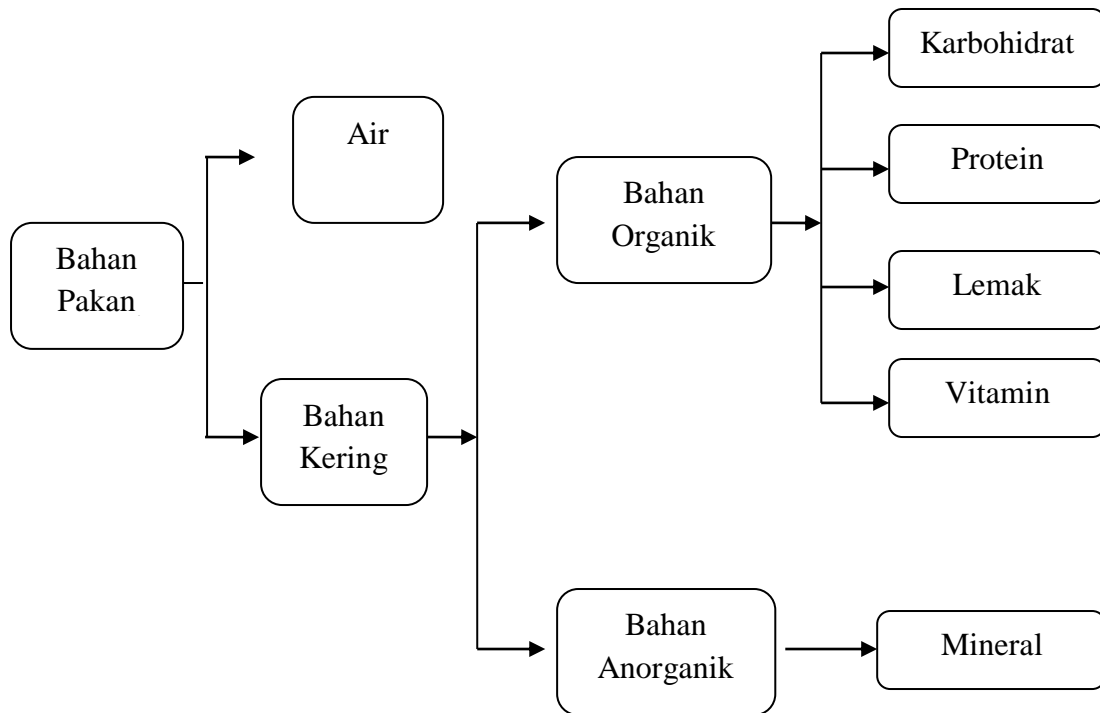 Karbohidrat
Air
Protein
Bahan
Organik
Bahan
Pakan
Lemak
Vitamin
Bahan
Kering
Bahan
Anorganik
Mineral